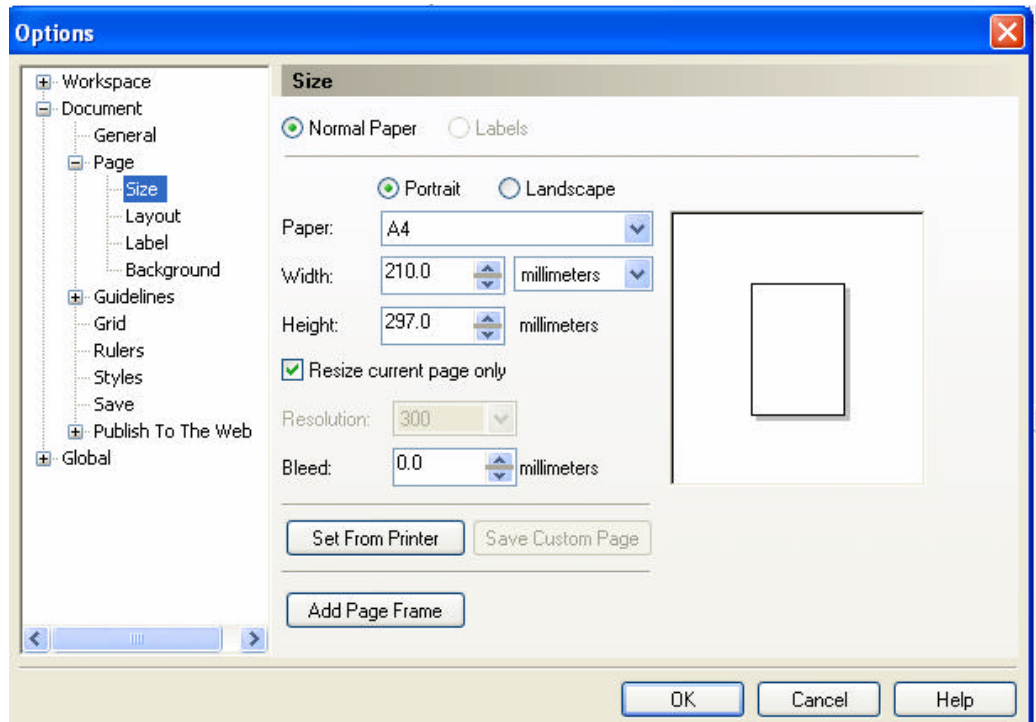 Options
Workspace
Document
General
Page
Size
Layout
Label
Background
Guidelines
Grid
Rulers
Styles
Save
Publish To The Web
Global
Size
Normal Paper Labels
Portrait Landscape
Paper: A4
Width: 210.0 millimeters
Height: 297.0 millimeters
Resize current page only
Resolution: 300
Bleed: 0.0 millimeters
Set From Printer Save Custom Page
Add Page Frame
OK Cancel Help